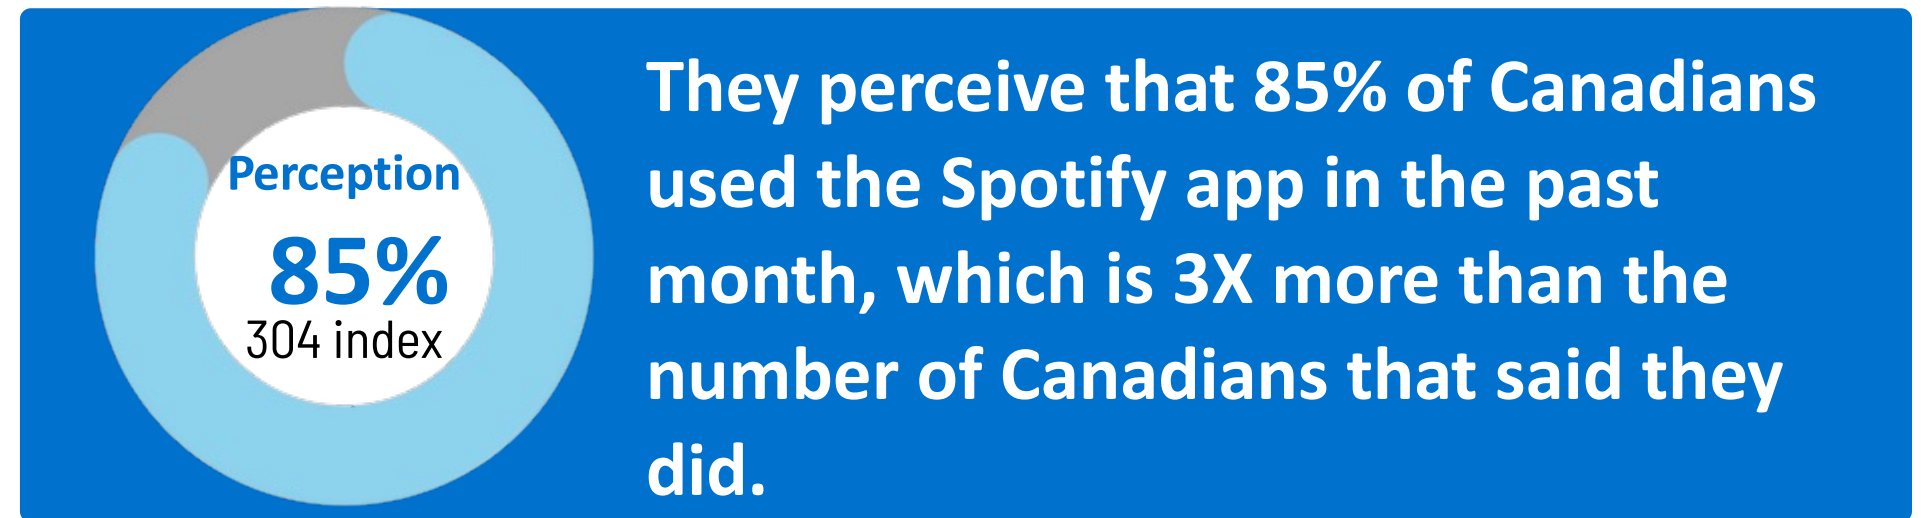 Perception
85%
304 index
They perceive that 85% of Canadians
used the Spotify app in the past
month, which is 3X more than the
number of Canadians that said they
did.